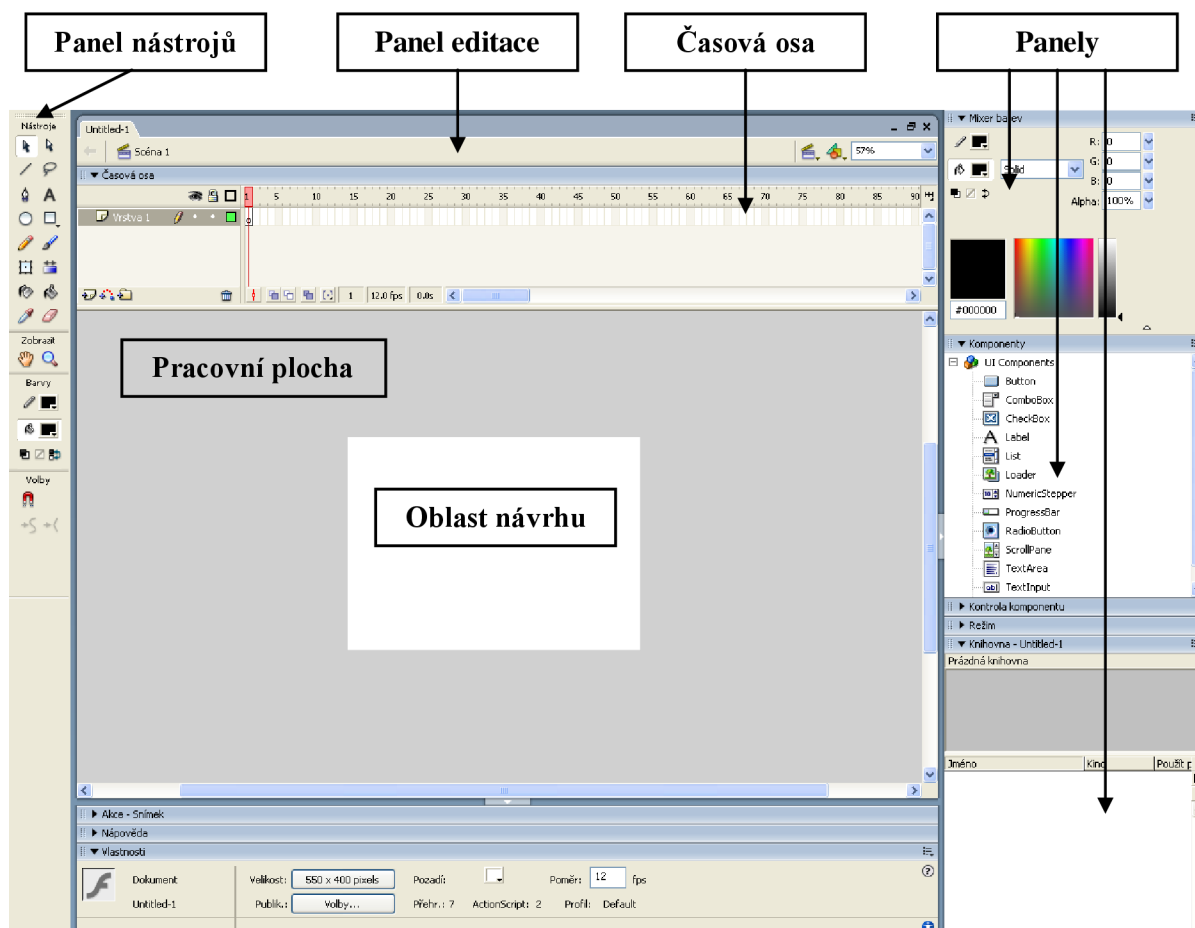 Panel nástrojů
Panel editace
Časová osa
Panely
Nástroje
Zobrazit
Barvy
Volby
Untitled-1
Scéna 1
57%
Časová osa
1 5 10 15 20 25 30 35 40 45 50 55 60 65 70 75 80 85 90
Vrstva 1
1 12.0 fps 0.0s
Pracovní plocha
Oblast návrhu
Akce - Snímek
Nápověda
Vlastnosti
Dokument Velikost: 550 x 400 pixels Pozadí: Poměr: 12 fps
Untitled-1 Publik.: Volby... Přehr.: 7 ActionScript: 2 Profil: Default
Mixer barev
R: 0
Solid G: 0
B: 0
Alpha: 100%
#000000
Komponenty
UI Components
Button
ComboBox
CheckBox
Label
List
Loader
NumericStepper
ProgressBar
RadioButton
ScrollPane
TextArea
TextInput
Kontrola komponentu
Režim
Knihovna - Untitled-1
Prázdná knihovna
Jméno Kind Použít p